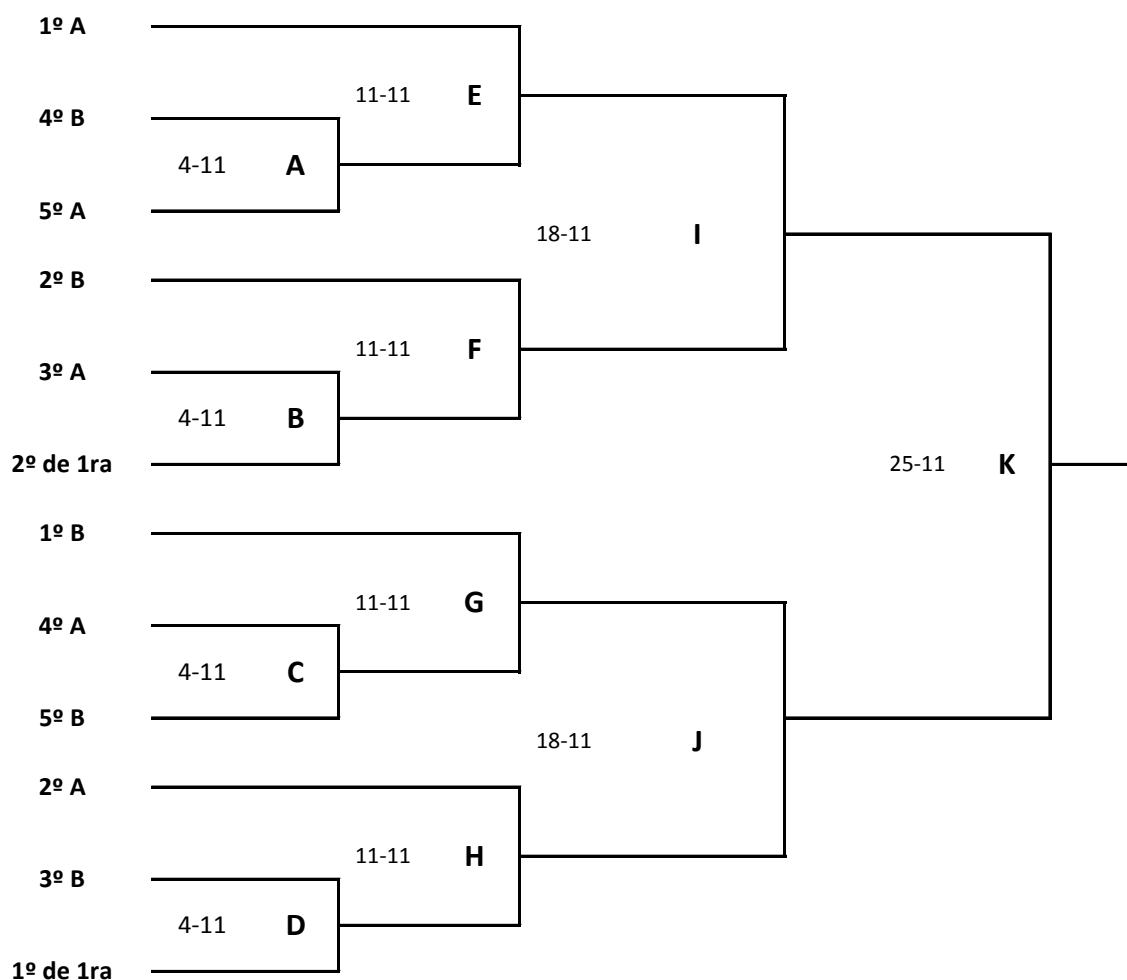 1º A
11-11 E
4º B
4-11 A
5º A
18-11 I
2º B
11-11 F
3º A
4-11 B
2º de 1ra
25-11 K
1º B
11-11 G
4º A
4-11 C
5º B
18-11 J
2º A
11-11 H
3º B
4-11 D
1º de 1ra